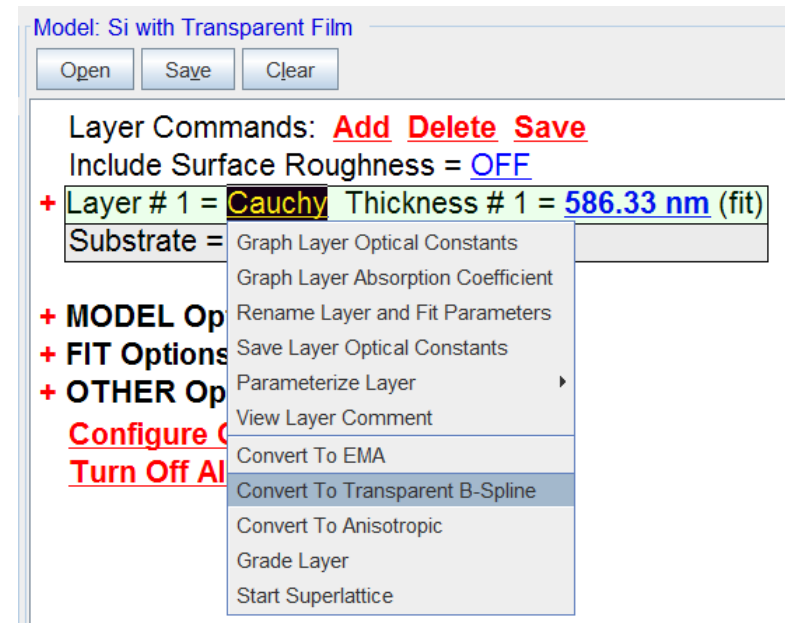 Model: Si with Transparent Film
Open Save Clear
Layer Commands: Add Delete Save
Include Surface Roughness = OFF
+ Layer # 1 = Cauchy Thickness # 1 = 586.33 nm (fit)
Substrate =
Graph Layer Optical Constants
Graph Layer Absorption Coefficient
+ MODEL Op
Rename Layer and Fit Parameters
+ FIT Options
Save Layer Optical Constants
+ OTHER Op
Parameterize Layer
View Layer Comment
Configure
Convert To EMA
Turn Off Al
Convert To Transparent B-Spline
Convert To Anisotropic
Grade Layer
Start Superlattice